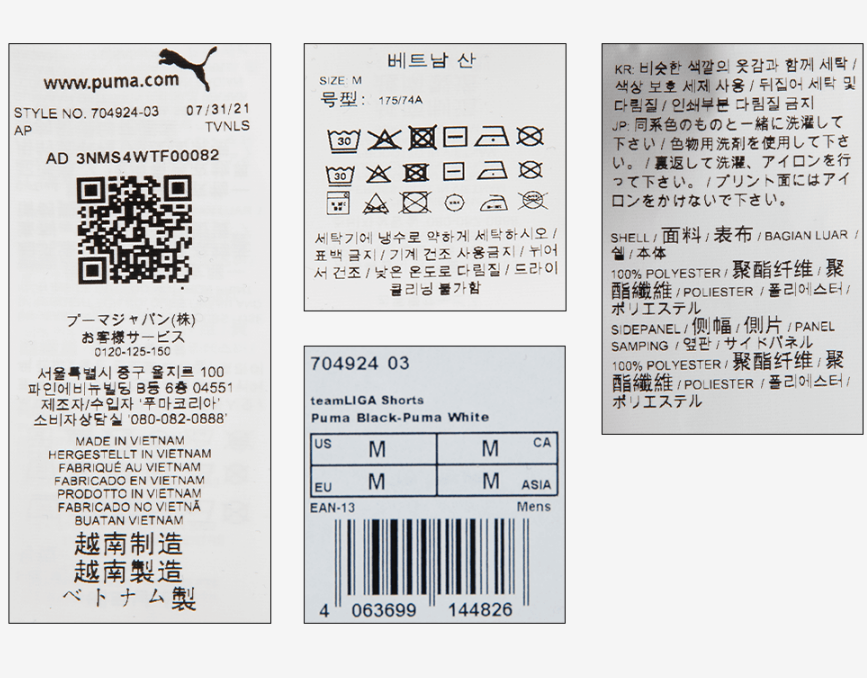 www.puma.com
STYLE NO. 704924-03 07/31/21
AP TVNLS
AD 3NMS4WTF00082
プーマジャパン(株)
お客様サービス
0120-125-150
서울특별시 중구 을지로 100
파인에비뉴빌딩 B동 6층 04551
제조자/수입자 '푸마코리아'
소비자상담실 '080-082-0888'
MADE IN VIETNAM
HERGESTELLT IN VIETNAM
FABRIQUÉ AU VIETNAM
FABRICADO EN VIETNAM
PRODOTTO IN VIETNAM
FABRICADO NO VIETNÃ
BUATAN VIETNAM
越南制造
越南製造
ベトナム製
베트남 산
SIZE: M
号型: 175/74A
30
30
세탁기에 냉수로 약하게 세탁하시오 /
표백 금지 / 기계 건조 사용금지 / 뉘어
서 건조 / 낮은 온도로 다림질 / 드라이
클리닝 불가함
704924 03
teamLIGA Shorts
Puma Black-Puma White
US M M CA
EU M M ASIA
EAN-13 Mens
4 063699 144826
KR: 비슷한 색깔의 옷감과 함께 세탁 /
색상 보호 세제 사용 / 뒤집어 세탁 및
다림질 / 인쇄부분 다림질 금지
JP: 同系色のものと一緒に洗濯して
下さい / 色物用洗剤を使用して下さ
い。 / 裏返して洗濯、アイロンを行
って下さい。 / プリント面にはアイ
ロンをかけないで下さい。
SHELL / 面料 / 表布 / BAGIAN LUAR /
쉘 / 本体
100% POLYESTER / 聚酯纤维 / 聚
酯纖維 / POLIESTER / 폴리에스터 /
ポリエステル
SIDEPANEL / 侧幅 / 側片 / PANEL
SAMPING / 옆판 / サイドパネル
100% POLYESTER / 聚酯纤维 / 聚
酯纖維 / POLIESTER / 폴리에스터 /
ポリエステル